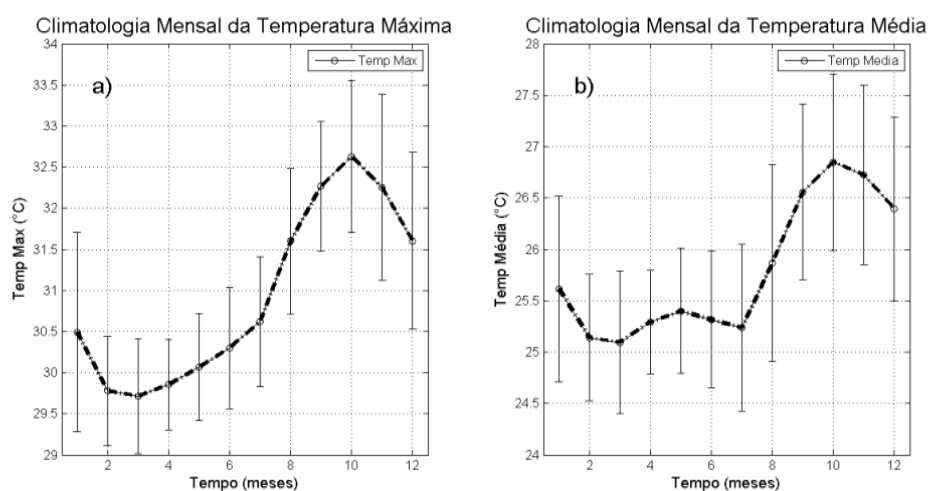 Climatologia Mensal da Temperatura Máxima
34
33.5
33
32.5
32
31.5
31
30.5
30
29.5
29
Temp Max (°C)
a)
Temp Max
2 4 6 8 10 12
Tempo (meses)
Climatologia Mensal da Temperatura Média
28
27.5
27
26.5
26
25.5
25
24.5
24
Temp Média (°C)
b)
Temp Media
2 4 6 8 10 12
Tempo (meses)